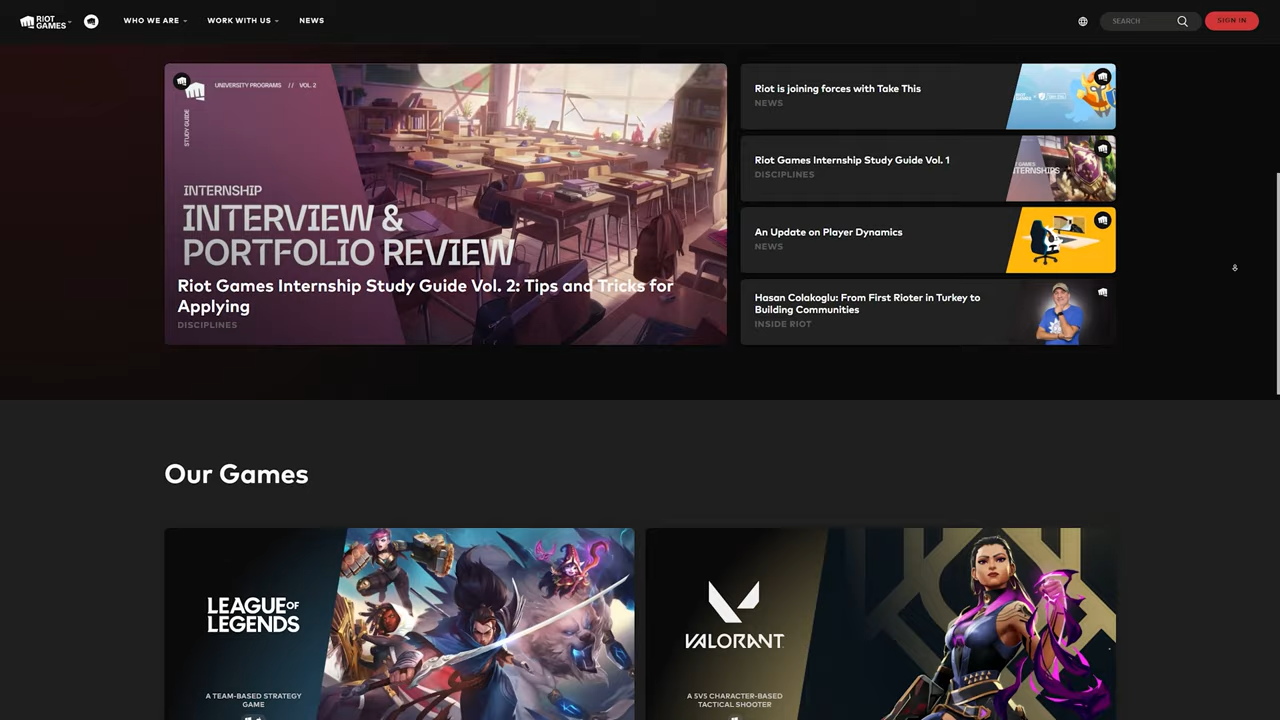 RIOT
GAMES
WHO WE ARE
WORK WITH US
NEWS
SEARCH
SIGN IN
UNIVERSITY PROGRAMS // VOL. 2
STUDY GUIDE
INTERNSHIP
INTERVIEW &
PORTFOLIO REVIEW
Riot Games Internship Study Guide Vol. 2: Tips and Tricks for
Applying
DISCIPLINES
Riot is joining forces with Take This
NEWS
Riot Games Internship Study Guide Vol. 1
DISCIPLINES
An Update on Player Dynamics
NEWS
Hasan Colakoglu: From First Rioter in Turkey to
Building Communities
INSIDE RIOT
Our Games
LEAGUE OF
LEGENDS
A TEAM-BASED STRATEGY
GAME
VALORANT
A 5V5 CHARACTER-BASED
TACTICAL SHOOTER